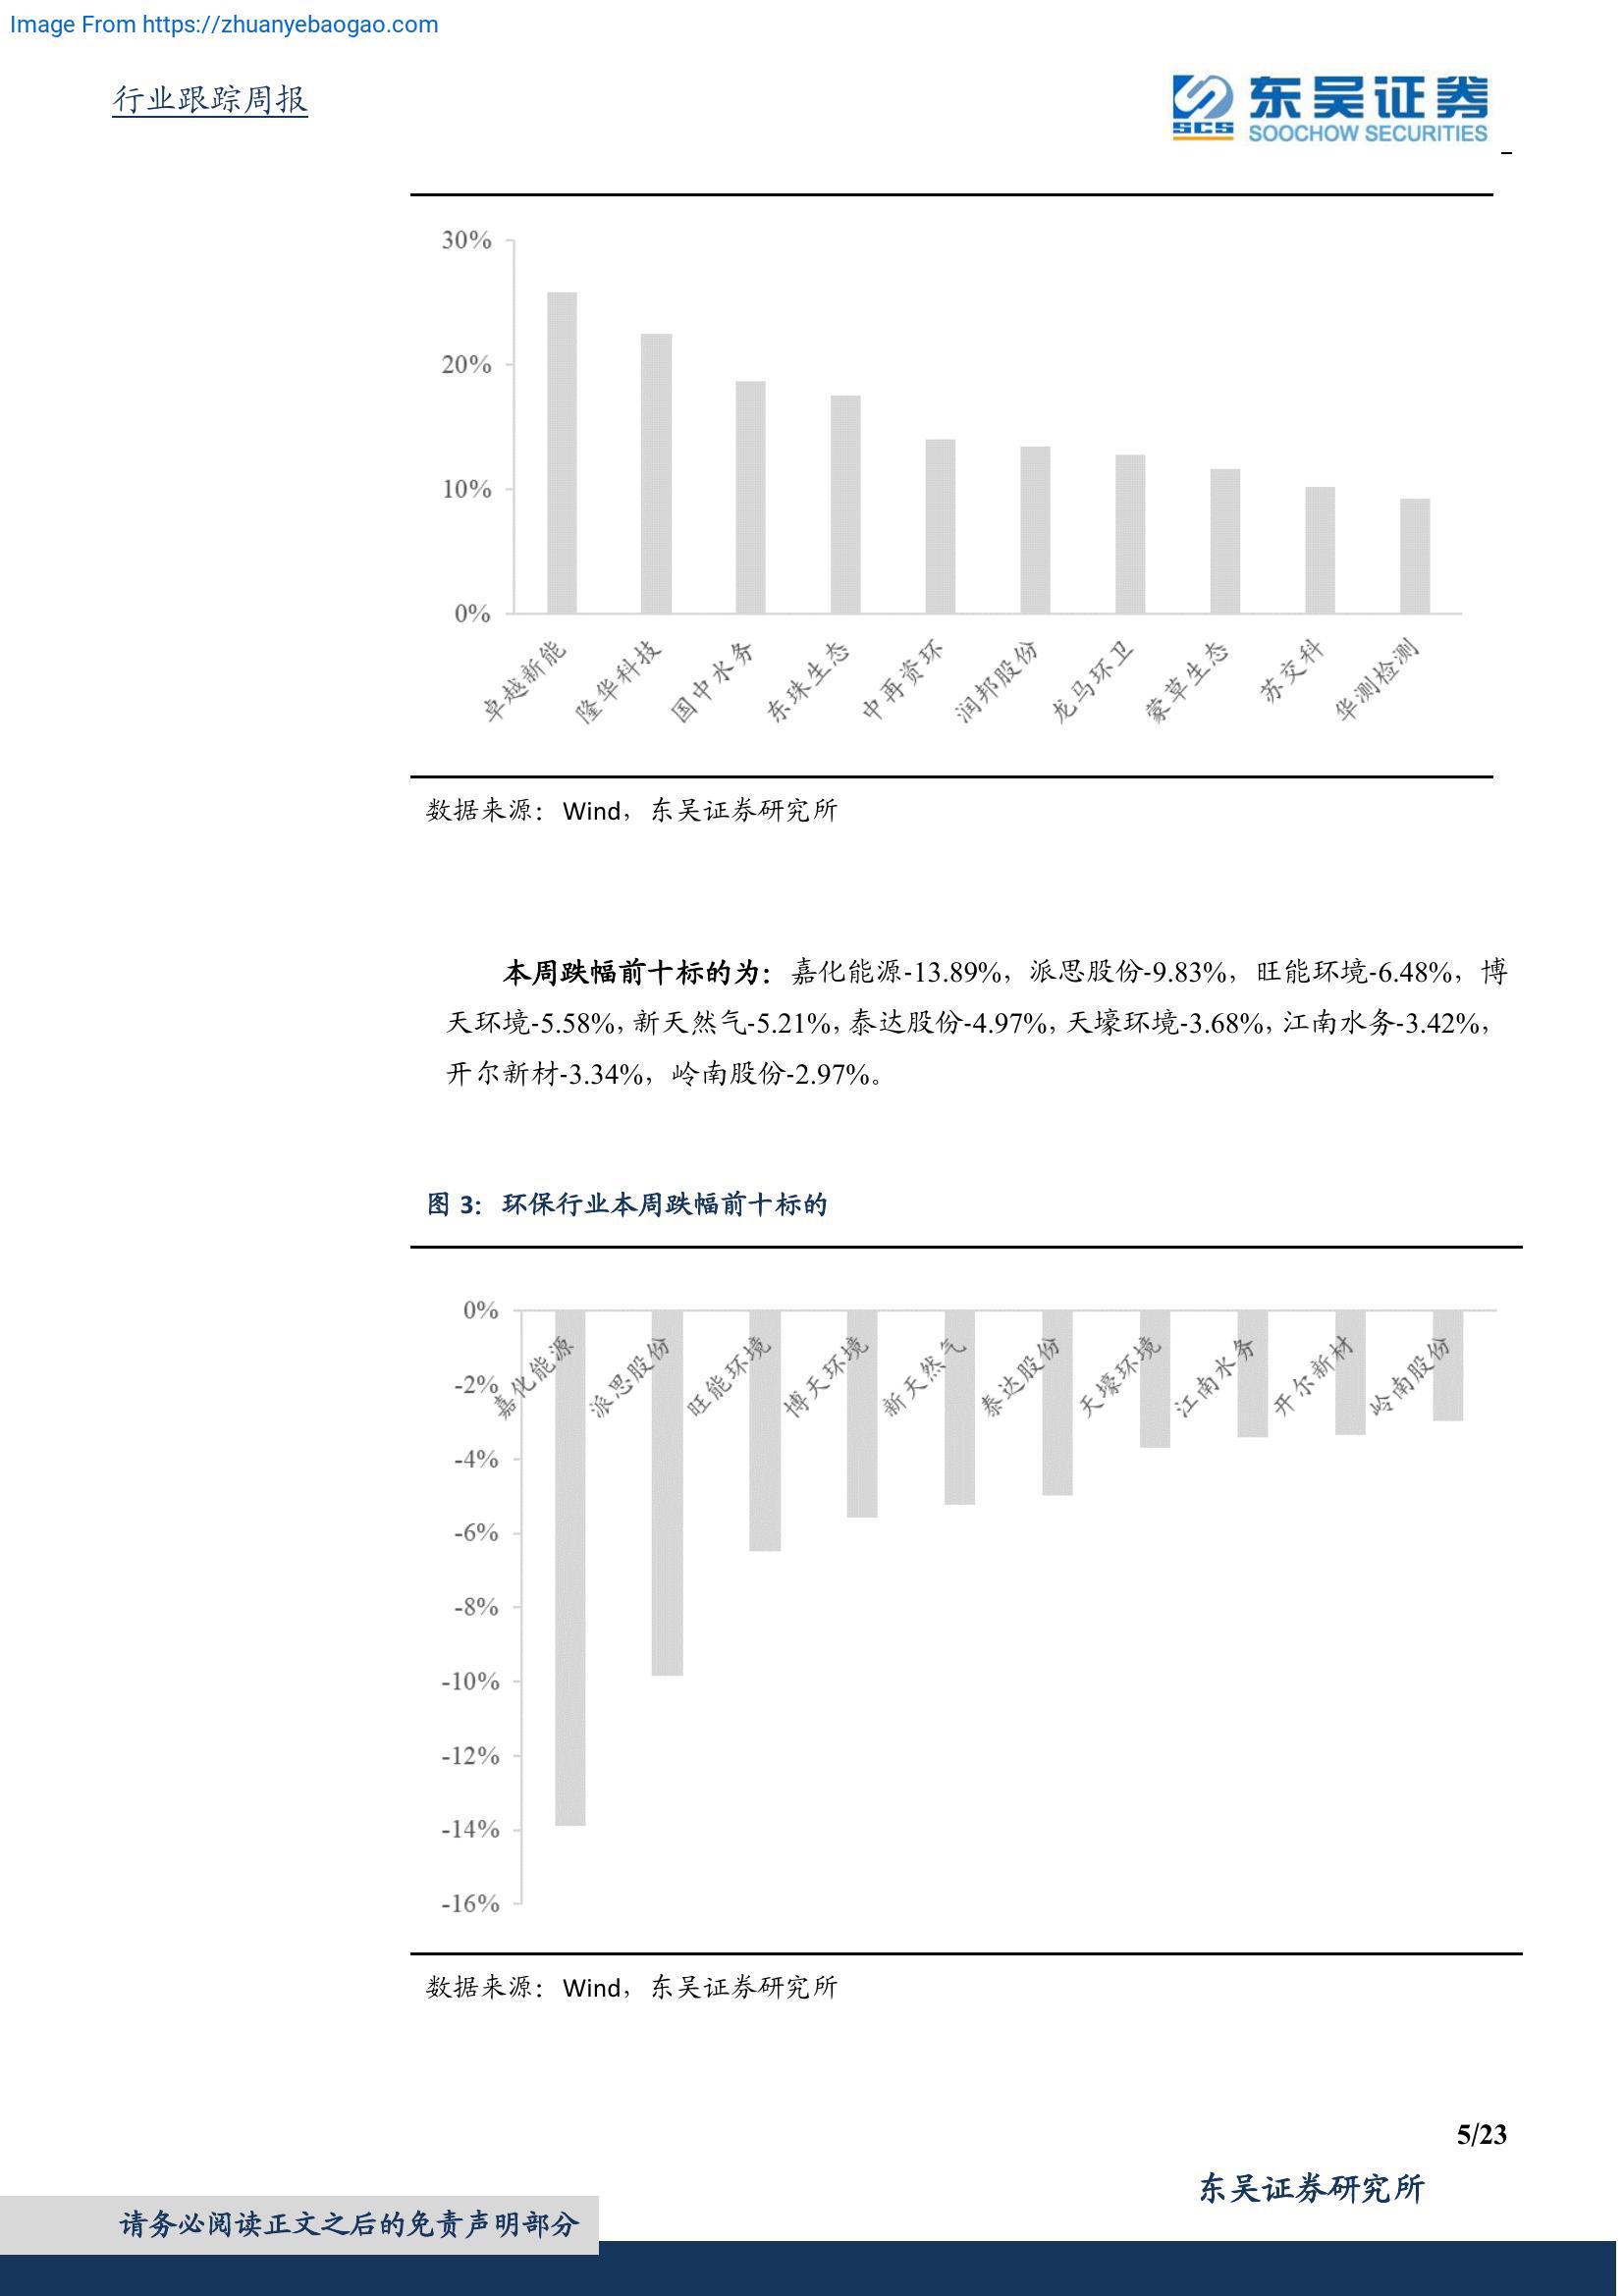 Image From https://zhuanyebaogao.com
行业跟踪周报
东吴证券
SCS
SOOCHOW SECURITIES
30%
20%
10%
0%
卓越新能
隆华科技
国中水务
东珠生态
中再资环
润邦股份
龙马环卫
蒙草生态
苏交科
华测检测
数据来源：Wind，东吴证券研究所
本周跌幅前十标的为：嘉化能源-13.89%，派思股份-9.83%，旺能环境-6.48%，博
天环境-5.58%，新天然气-5.21%，泰达股份-4.97%，天壕环境-3.68%，江南水务-3.42%，
开尔新材-3.34%，岭南股份-2.97%。
图 3：环保行业本周跌幅前十标的
0%
-2%
-4%
-6%
-8%
-10%
-12%
-14%
-16%
嘉化能源
派思股份
旺能环境
博天环境
新天然气
泰达股份
天壕环境
江南水务
开尔新材
岭南股份
数据来源：Wind，东吴证券研究所
5/23
东吴证券研究所
请务必阅读正文之后的免责声明部分